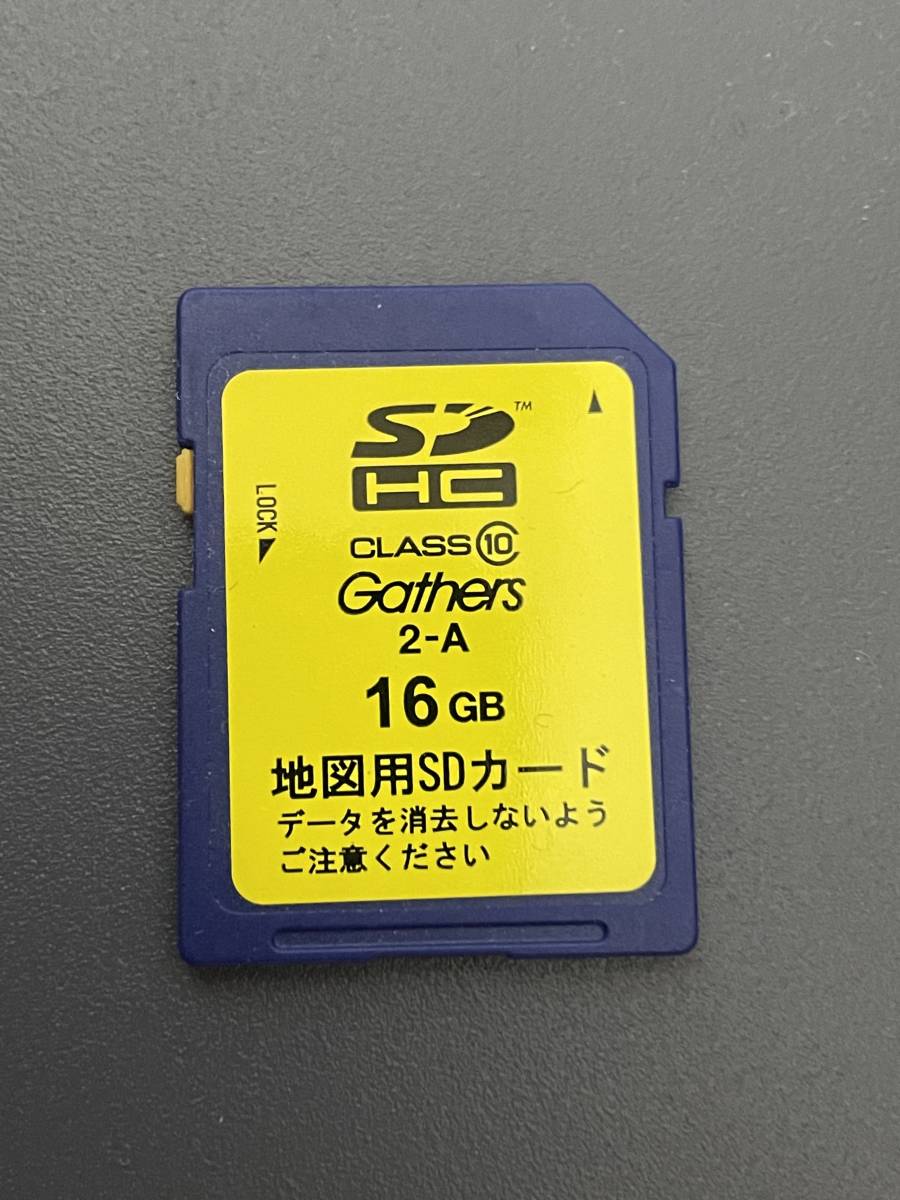 SD™
HC
LOCK
CLASS 10
Gathers
2-A
16 GB
地図用SDカード
データを消去しないよう
ご注意ください